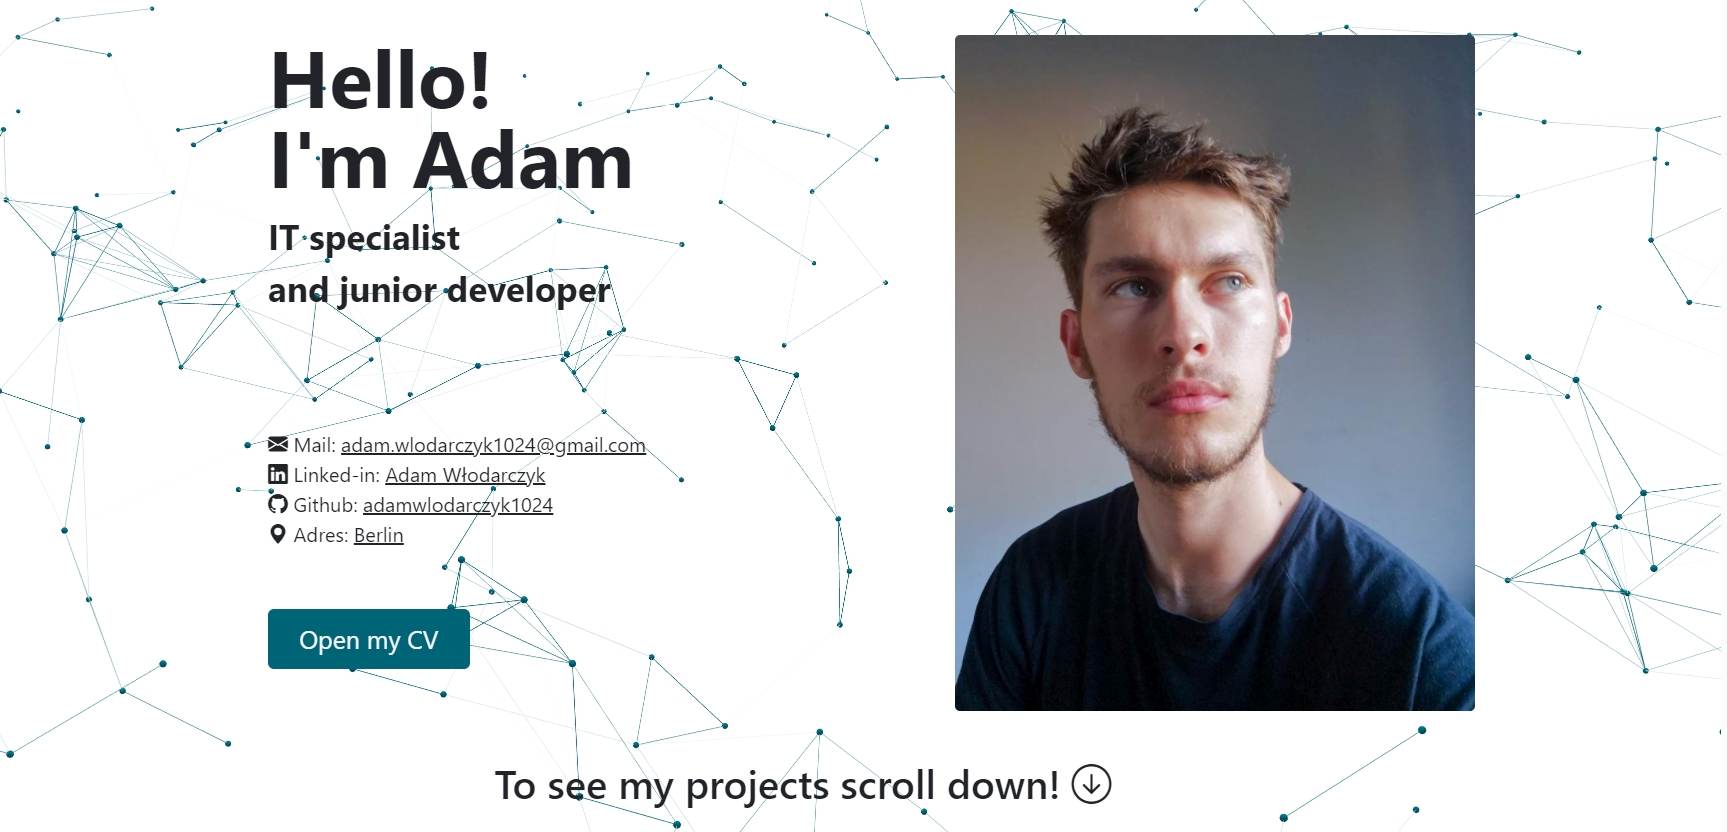 Hello!
I'm Adam
IT specialist
and junior developer
Mail: adam.wlodarczyk1024@gmail.com
Linked-in: Adam Włodarczyk
Github: adamwlodarczyk1024
Adres: Berlin
Open my CV
To see my projects scroll down!